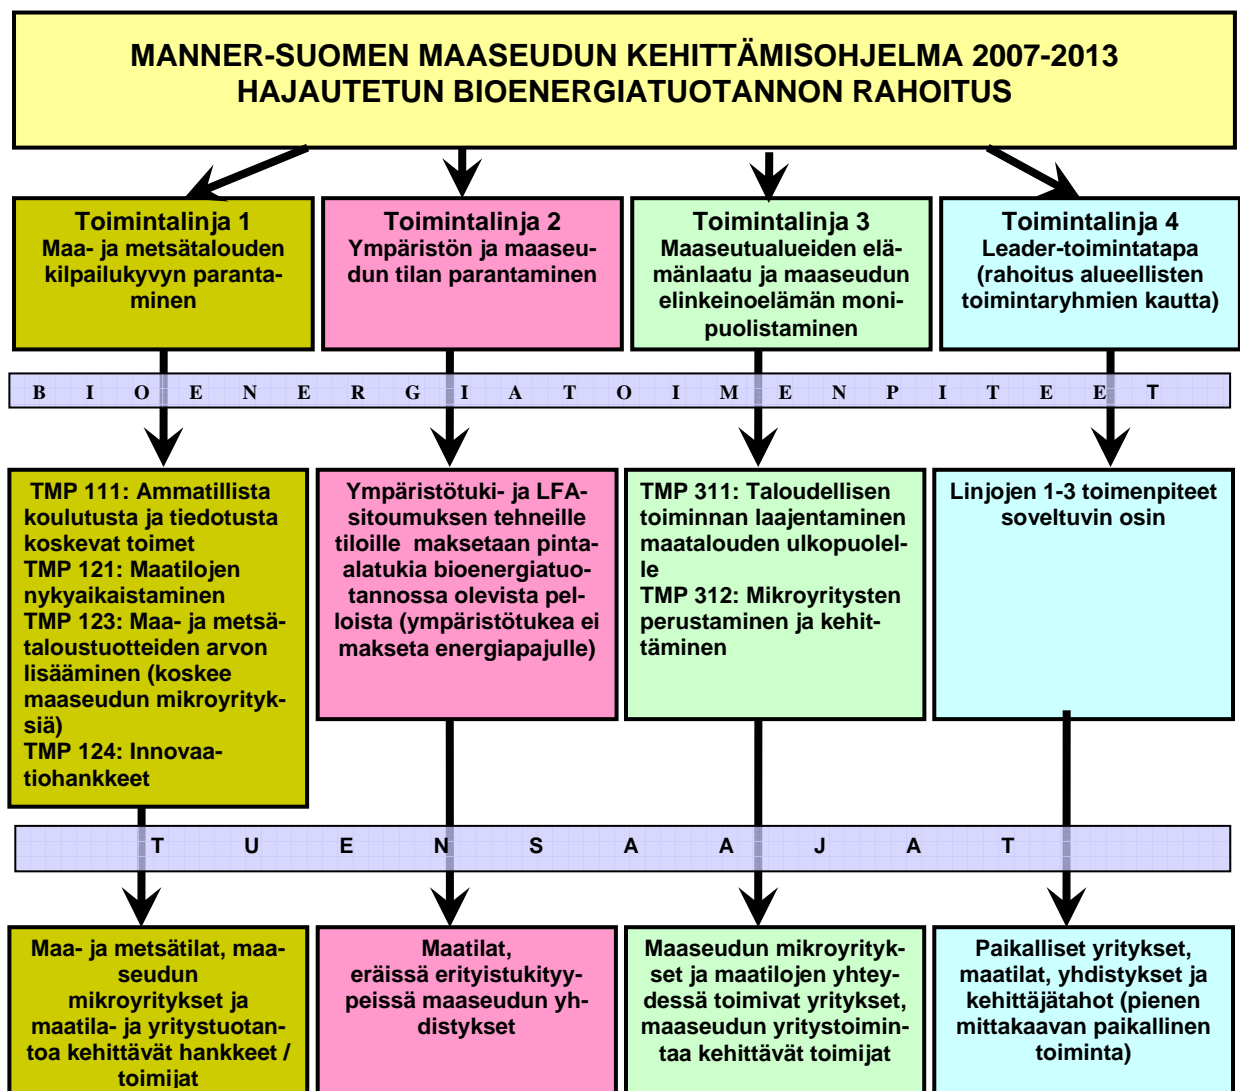 MANNER-SUOMEN MAASEUDUN KEHITTÄMISOHJELMA 2007-2013
HAJAUTETUN BIOENERGIATUOTANNON RAHOITUS
Toimintalinja 1
Maa- ja metsätalouden
kilpailukyvyn paranta-
minen
Toimintalinja 2
Ympäristön ja maaseu-
dun tilan parantaminen
Toimintalinja 3
Maaseutualueiden elä-
mänlaatu ja maaseudun
elinkeinoelämän moni-
puolistaminen
Toimintalinja 4
Leader-toimintatapa
(rahoitus alueellisten
toimintaryhmien kautta)
B I O E N E R G I A T O I M E N P I T E E T
TMP 111: Ammatillista
koulutusta ja tiedotusta
koskevat toimet
TMP 121: Maatilojen
nykyaikaistaminen
TMP 123: Maa- ja metsä-
taloustuotteiden arvon
lisääminen (koskee
maaseudun mikroyrityk-
siä)
TMP 124: Innovaa-
tiohankkeet
Ympäristötuki- ja LFA-
sitoumuksen tehneille
tiloille maksetaan pinta-
alatukia bioenergiatuo-
tannossa olevista pel-
loista (ympäristötukea ei
makseta energiapajulle)
TMP 311: Taloudellisen
toiminnan laajentaminen
maatalouden ulkopuolel-
le
TMP 312: Mikroyritysten
perustaminen ja kehit-
täminen
Linjojen 1-3 toimenpiteet
soveltuvin osin
T U E N S A A J A T
Maa- ja metsätilat, maa-
seudun
mikroyritykset ja
maatila- ja yritystuotan-
toa kehittävät hankkeet /
toimijat
Maatilat,
eräissä erityistukityy-
peissä maaseudun yh-
distykset
Maaseudun mikroyrityk-
set ja maatilojen yhtey-
dessä toimivat yritykset,
maaseudun yritystoimin-
taa kehittävät toimijat
Paikalliset yritykset,
maatilat, yhdistykset ja
kehittäjätahot (pienen
mittakaavan paikallinen
toiminta)